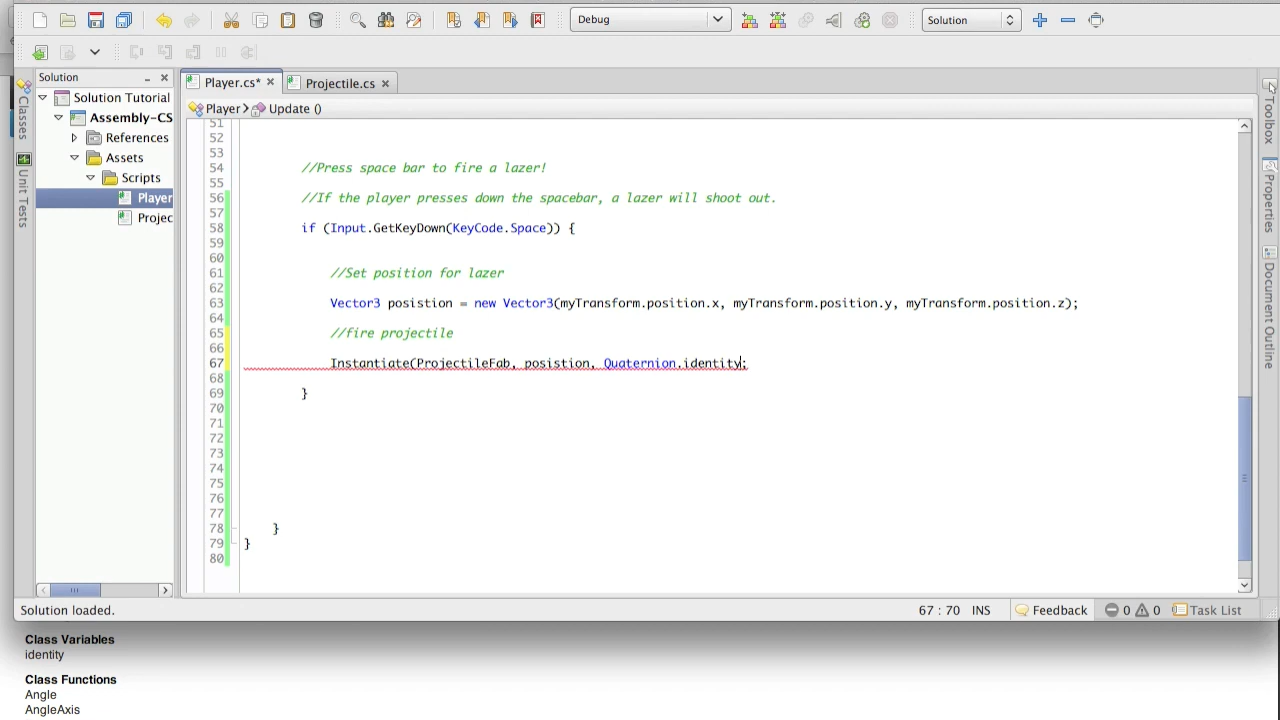 Debug
Solution
Solution
Player.cs*
Projectile.cs
Player
Update ()
Classes
Unit Tests
Solution Tutorial
Assembly-CS
References
Assets
Scripts
Player
Projec
Toolbox
Properties
Document Outline
51
52
53
54 //Press space bar to fire a lazer!
55
56 //If the player presses down the spacebar, a lazer will shoot out.
57
58 if (Input.GetKeyDown(KeyCode.Space)) {
59
60
61 //Set position for lazer
62
63 Vector3 posistion = new Vector3(myTransform.position.x, myTransform.position.y, myTransform.position.z);
64
65 //fire projectile
66
67 Instantiate(ProjectileFab, posistion, Quaternion.identity;
68
69 }
70
71
72
73
74
75
76
77
78 }
79 }
80
Solution loaded.
67 : 70 INS
Feedback
0 0
Task List
Class Variables
identity
Class Functions
Angle
AngleAxis